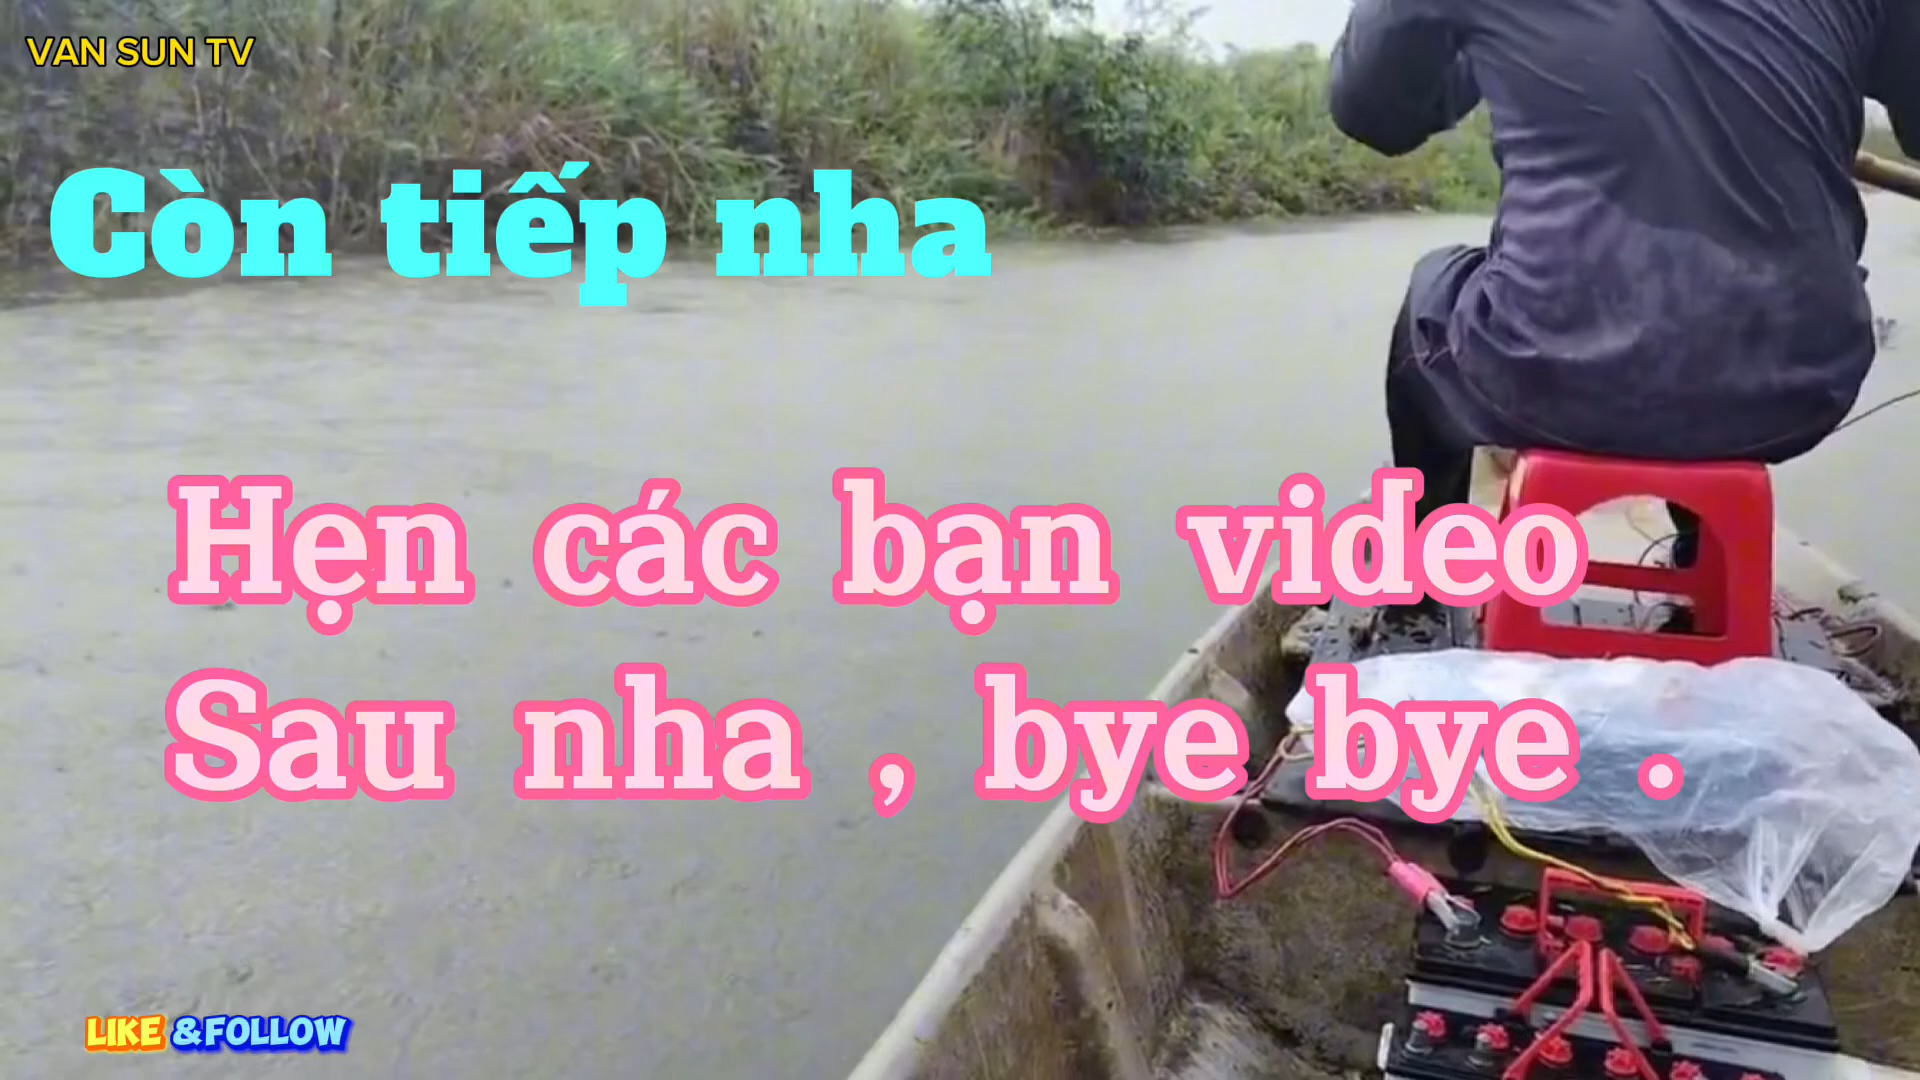 VAN SUN TV
Còn tiếp nha
Hẹn các bạn video
Sau nha , bye bye .
LIKE &FOLLOW